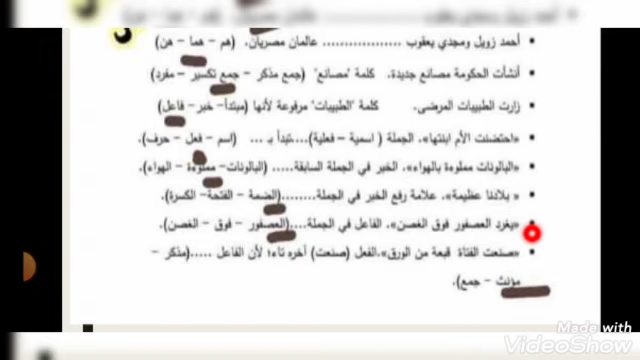 أحمد زويل ومجدي يعقوب .................. عالمان مصريان. (هم – هما – هن)
أنشأت الحكومة مصانع جديدة. كلمة "مصانع" (جمع مذكر – جمع تكسير – مفرد)
زارت الطبيبات المرضى. كلمة "الطبيبات" مرفوعة لأنها (مبتدأ– خبر – فاعل)
«احتضنت الأم ابنتها»، الجملة ( اسمية – فعلية)....تبدأ بـ ... (اسم – فعل – حرف).
«البالونات مملوءة بالهواء»، الخبر في الجملة السابقة.....(البالونات– مملوءة – الهواء).
« بلادنا عظيمة»، علامة رفع الخبر في الجملة........(الضمة – الفتحة– الكسرة).
«يغرد العصفور فوق الغصن»، الفاعل في الجملة....(العصفور – فوق – الغصن).
«صنعت الفتاة قبعة من الورق»،الفعل (صنعت) آخره تاء؛ لأن الفاعل .....(مذكر –
مؤنث – جمع).
Made with
VideoShow